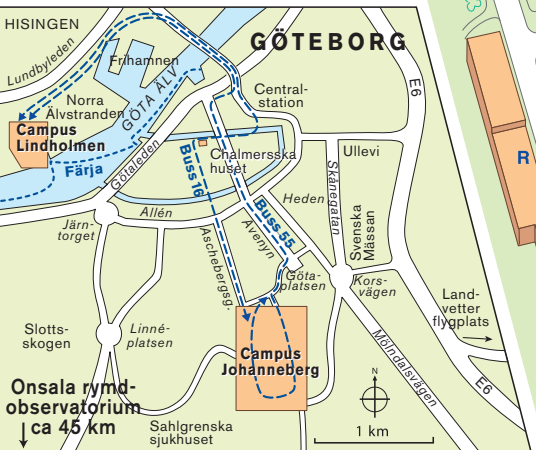 HISINGEN
GÖTEBORG
Lundbyleden
Frihamnen
E6
Norra
Älvstranden
GÖTA ÄLV
Central-
station
Campus
Lindholmen
Färja
Götaleden
Buss 16
Chalmersska
huset
Ullevi
R
Skånegatan
Heden
Allén
Järn-
torget
Buss 55
Avenyn
Aschebergsg.
Svenska
Mässan
Göta-
platsen
Kors-
vägen
Land-
vetter
flygplats
Slotts-
skogen
Linné-
platsen
Campus
Johanneberg
Mölndalsvägen
E6
Onsala rymd-
observatorium
ca 45 km
Sahlgrenska
sjukhuset
N
1 km